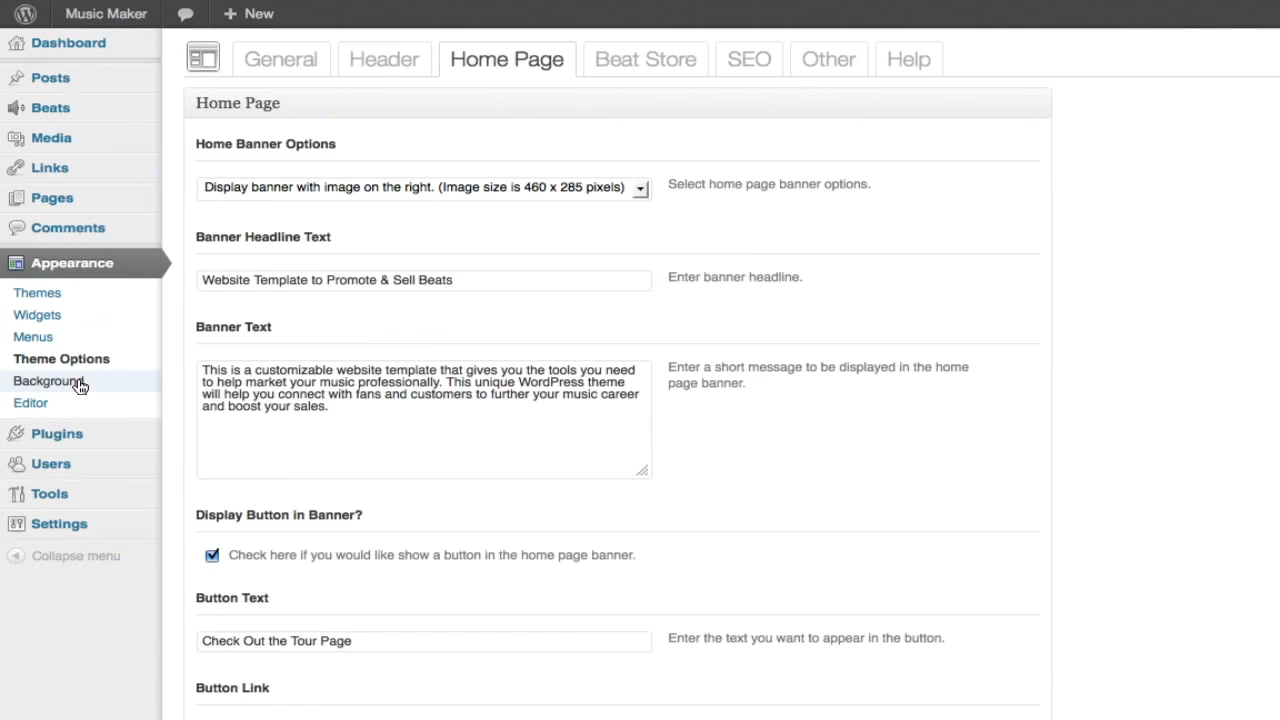 Music Maker
New
Dashboard
Posts
Beats
Media
Links
Pages
Comments
Appearance
Themes
Widgets
Menus
Theme Options
Background
Editor
Plugins
Users
Tools
Settings
Collapse menu
General Header Home Page Beat Store SEO Other Help
Home Page
Home Banner Options
Display banner with image on the right. (Image size is 460 x 285 pixels)
Select home page banner options.
Banner Headline Text
Website Template to Promote & Sell Beats
Enter banner headline.
Banner Text
This is a customizable website template that gives you the tools you need
to help market your music professionally. This unique WordPress theme
will help you connect with fans and customers to further your music career
and boost your sales.
Enter a short message to be displayed in the home
page banner.
Display Button in Banner?
Check here if you would like show a button in the home page banner.
Button Text
Check Out the Tour Page
Enter the text you want to appear in the button.
Button Link